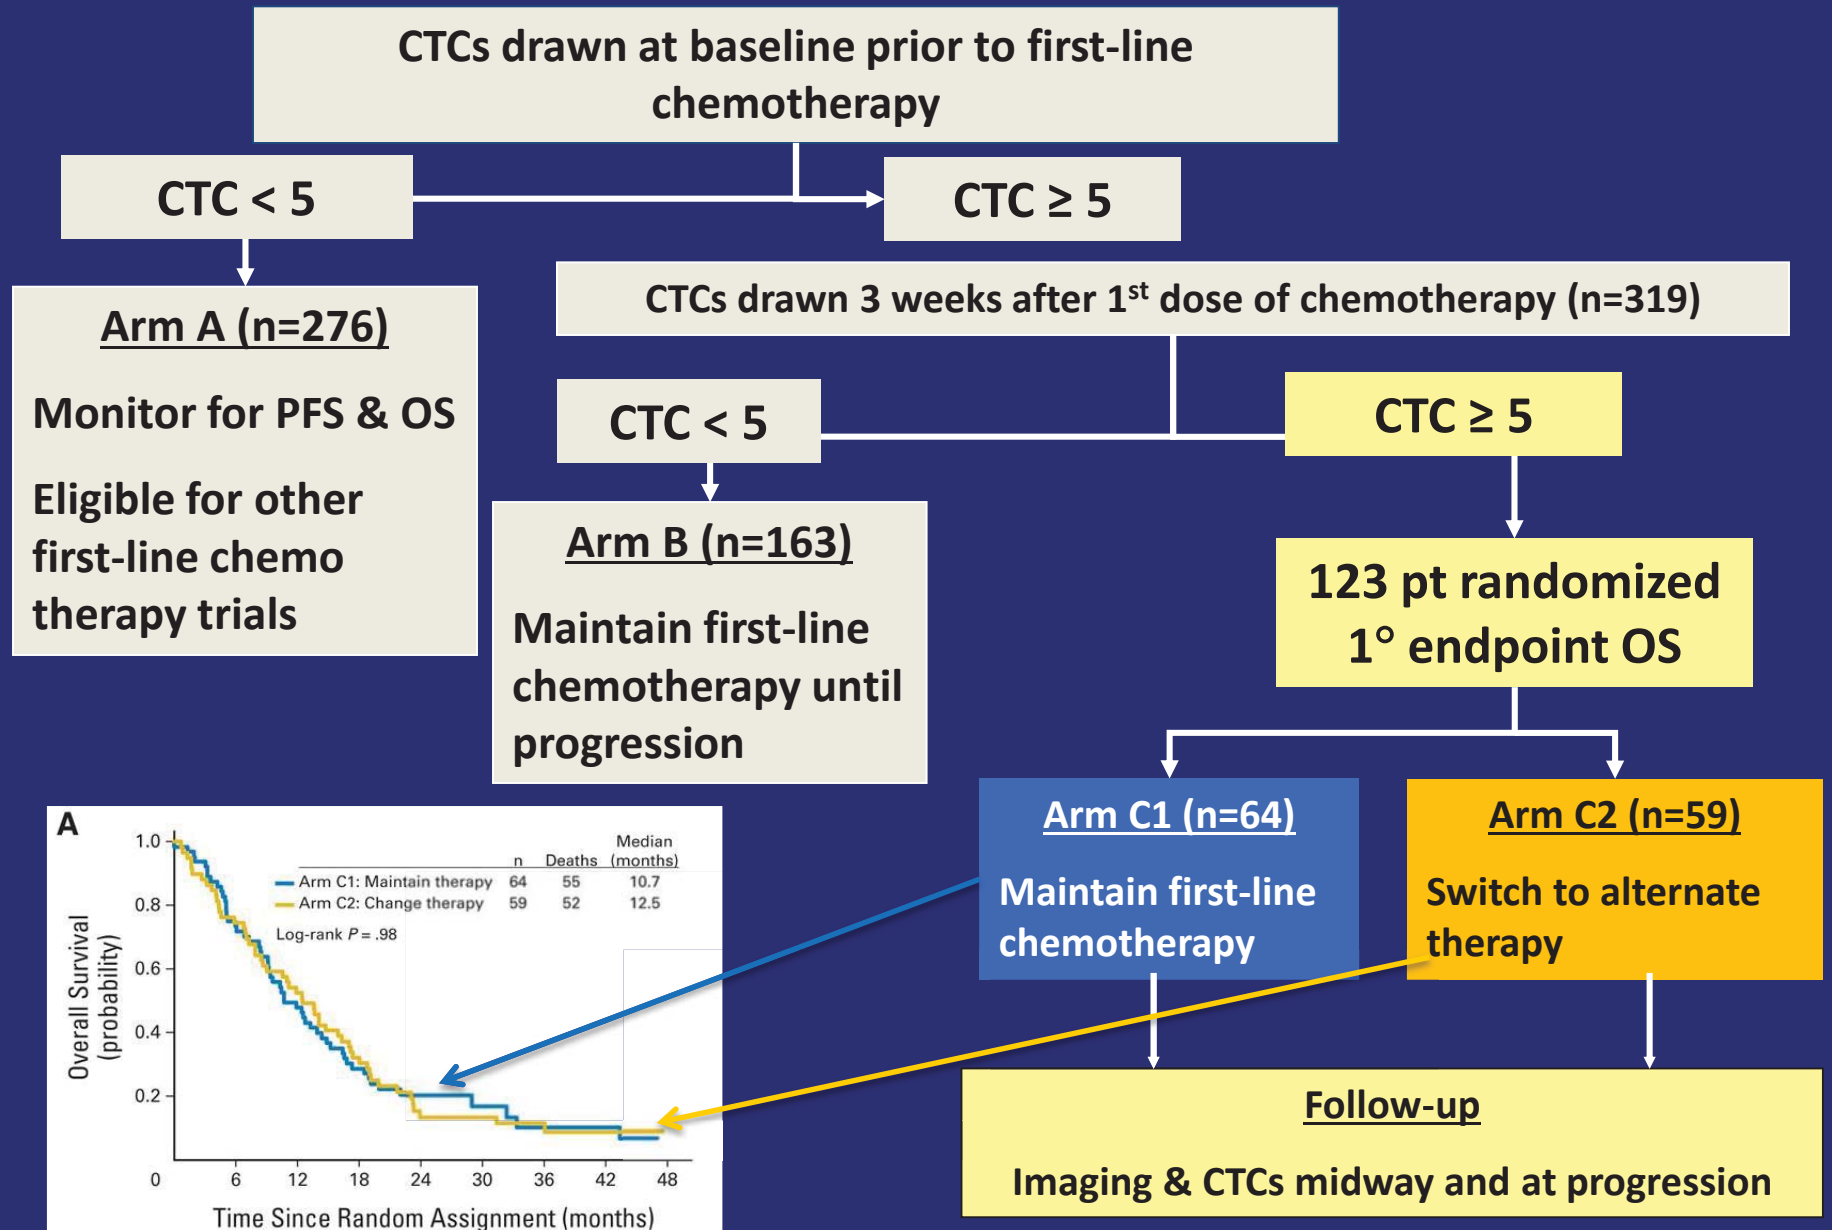 CTCs drawn at baseline prior to first-line
chemotherapy
CTC < 5
CTC ≥ 5
Arm A (n=276)
Monitor for PFS & OS
Eligible for other
first-line chemo
therapy trials
CTCs drawn 3 weeks after 1st dose of chemotherapy (n=319)
CTC < 5
CTC ≥ 5
Arm B (n=163)
Maintain first-line
chemotherapy until
progression
123 pt randomized
1° endpoint OS
Arm C1 (n=64)
Maintain first-line
chemotherapy
Arm C2 (n=59)
Switch to alternate
therapy
Follow-up
Imaging & CTCs midway and at progression
A
Median
n Deaths (months)
Arm C1: Maintain therapy 64 55 10.7
Arm C2: Change therapy 59 52 12.5
Log-rank P = .98
Overall Survival
(probability)
1.0
0.8
0.6
0.4
0.2
0 6 12 18 24 30 36 42 48
Time Since Random Assignment (months)